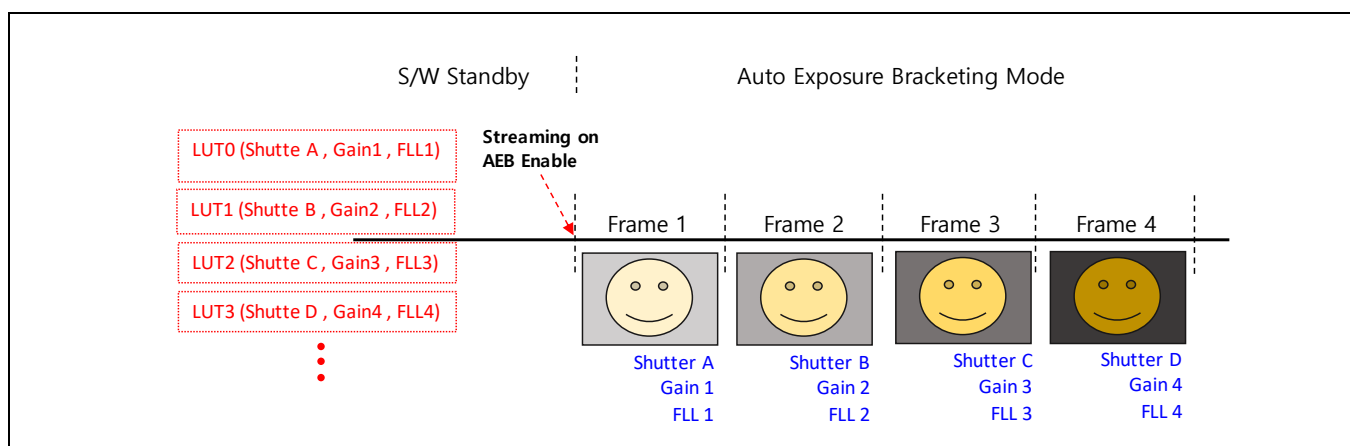 S/W Standby
Auto Exposure Bracketing Mode
Streaming on
AEB Enable
LUT0 (Shutte A , Gain1 , FLL1)
LUT1 (Shutte B , Gain2 , FLL2)
LUT2 (Shutte C , Gain3 , FLL3)
LUT3 (Shutte D , Gain4 , FLL4)
Frame 1
Frame 2
Frame 3
Frame 4
Shutter A
Gain 1
FLL 1
Shutter B
Gain 2
FLL 2
Shutter C
Gain 3
FLL 3
Shutter D
Gain 4
FLL 4